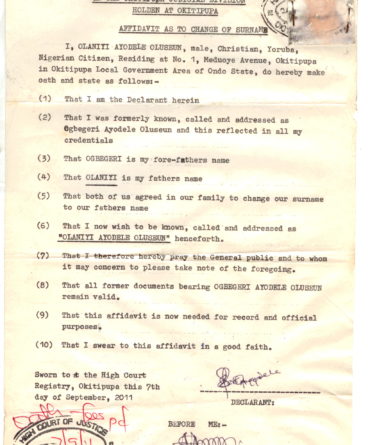 IN THE OKITIPUPA JUDICIAL DIVISION
HOLDEN AT OKITIPUPA
AFFIDAVIT AS TO CHANGE OF SURNAME
I, OLANIYI AYODELE OLUSEUN, male, Christian, Yoruba,
Nigerian Citizen, Residing at No. 1, Meduoye Avenue, Okitipupa
in Okitipupa Local Government Area of Ondo State, do hereby make
oath and state as follows:-
(1) That I am the Declarant herein
(2) That I was formerly known, called and addressed as
Ogbegeri Ayodele Oluseun and this reflected in all my
credentials
(3) That OGBEGERI is my fore-fathers name
(4) That OLANIYI is my fathers name
(5) That both of us agreed in our family to change our surname
to our fathers name
(6) That I now wish to be known, called and addressed as
"OLANIYI AYODELE OLUSEUN" henceforth.
(7) That I therefore hereby pray the General public and to whom
it may concern to please take note of the foregoing.
(8) That all former documents bearing OGBEGERI AYODELE OLUSEUN
remain valid.
(9) That this affidavit is now needed for record and official
purposes.
(10) That I swear to this affidavit in a good faith.
Sworn to at the High Court
Registry, Okitipupa this 7th
day of September, 2011
DECLARANT:
BEFORE ME:-
HIGH COURT OF JUSTICE